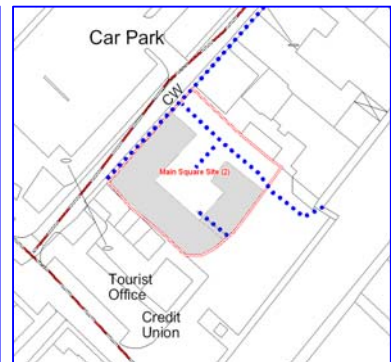 Car Park
CW
Main Square Site (2)
Tourist
Office
Credit
Union